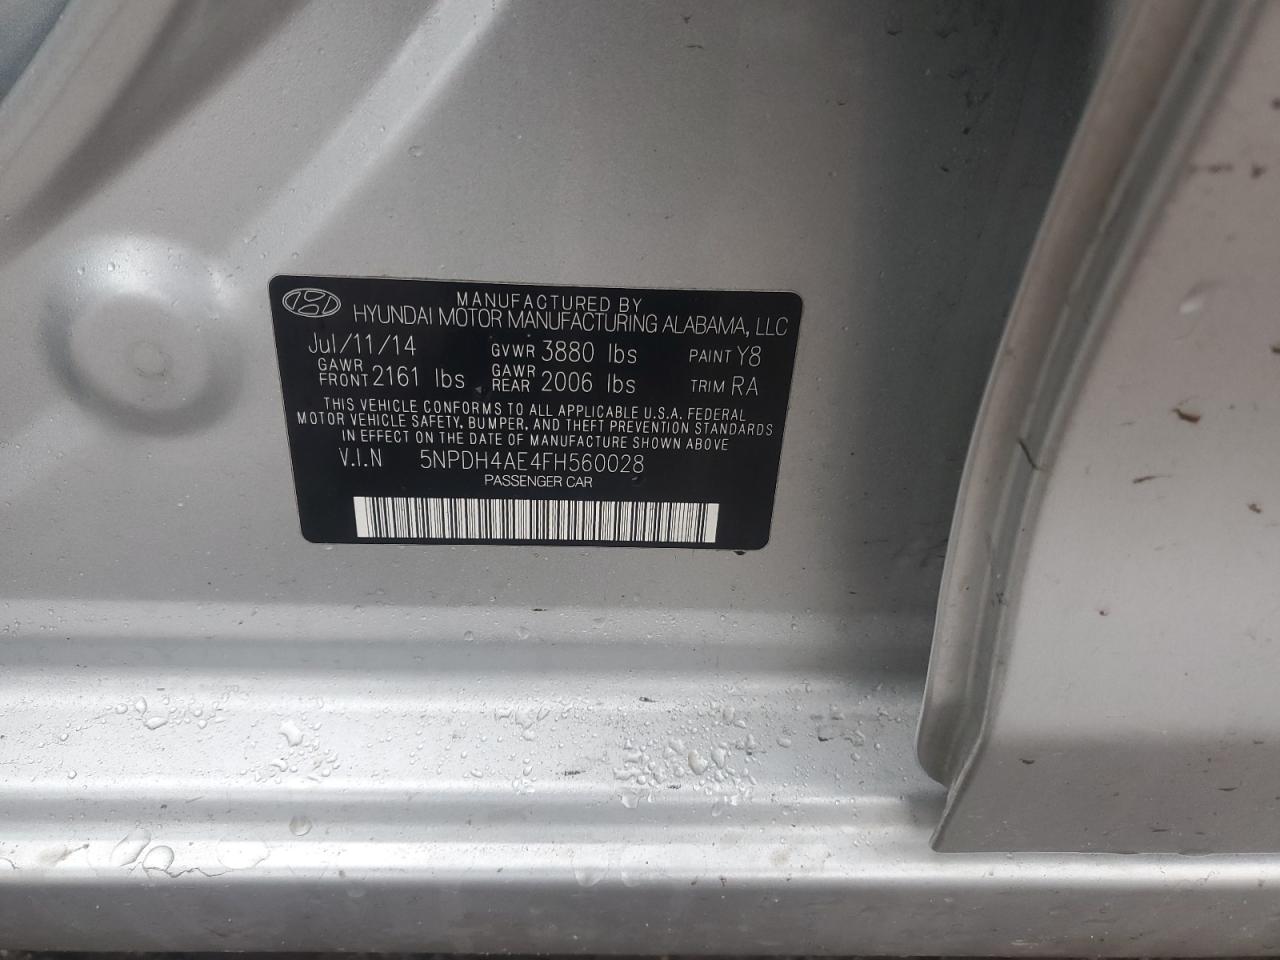 MANUFACTURED BY
HYUNDAI MOTOR MANUFACTURING ALABAMA, LLC
Jul/11/14 GVWR 3880 lbs PAINT Y8
GAWR FRONT 2161 lbs GAWR REAR 2006 lbs TRIM RA
THIS VEHICLE CONFORMS TO ALL APPLICABLE U.S.A. FEDERAL
MOTOR VEHICLE SAFETY, BUMPER, AND THEFT PREVENTION STANDARDS
IN EFFECT ON THE DATE OF MANUFACTURE SHOWN ABOVE
V.I.N 5NPDH4AE4FH560028
PASSENGER CAR